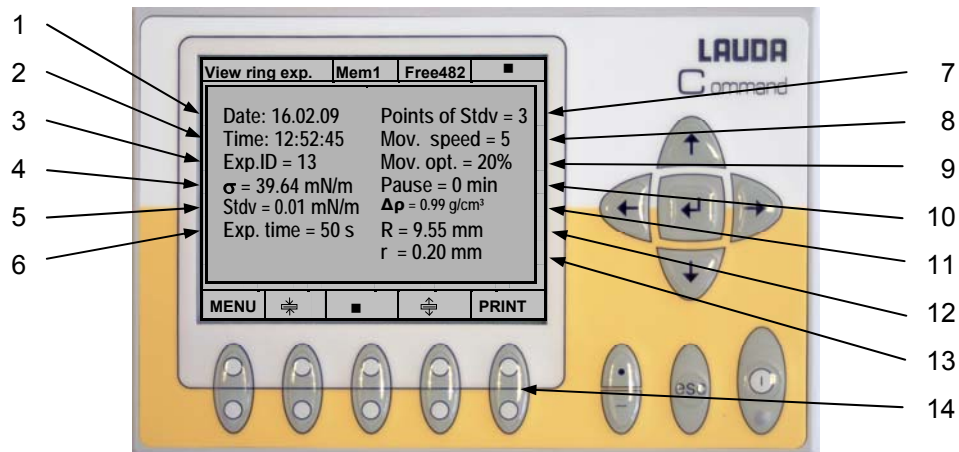 LAUDA
Command
View ring exp. Mem1 Free482 ■
Date: 16.02.09
Time: 12:52:45
Exp.ID = 13
σ = 39.64 mN/m
Stdv = 0.01 mN/m
Exp. time = 50 s
Points of Stdv = 3
Mov. speed = 5
Mov. opt. = 20%
Pause = 0 min
Δρ = 0.99 g/cm³
R = 9.55 mm
r = 0.20 mm
MENU ■ PRINT
esc
1
2
3
4
5
6
7
8
9
10
11
12
13
14